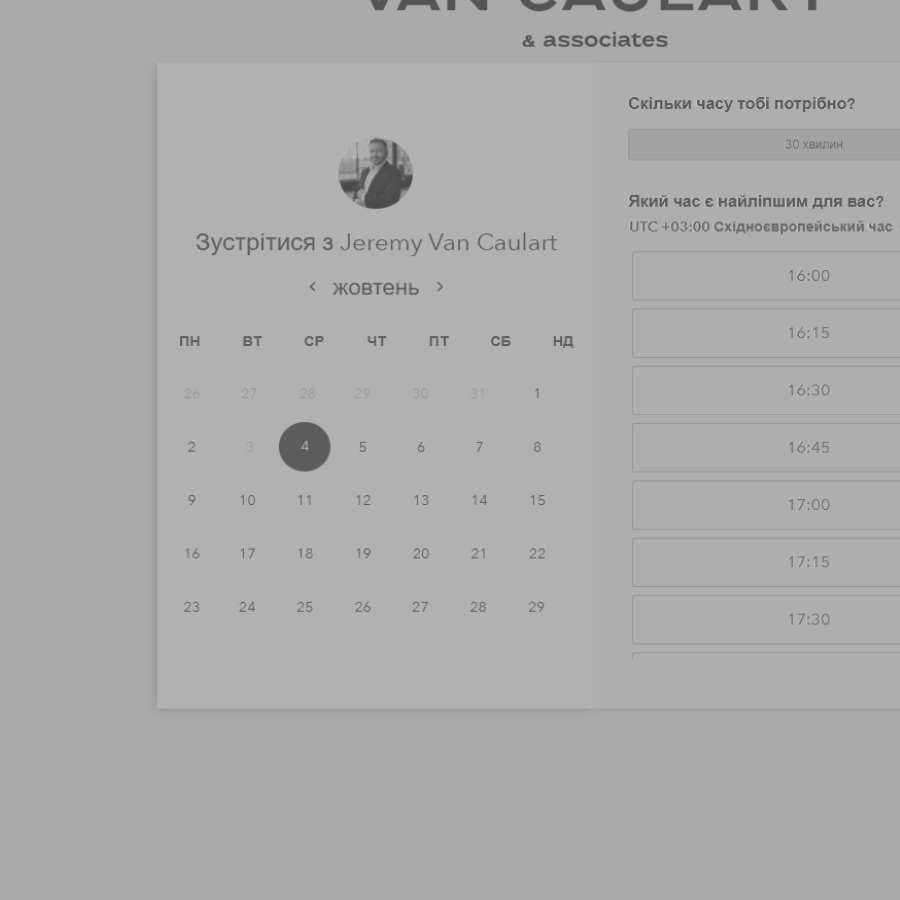 VAN CAULART
& associates
Зустрітися з Jeremy Van Caulart
‹ жовтень ›
ПН ВТ СР ЧТ ПТ СБ НД
26 27 28 29 30 31 1
2 3 4 5 6 7 8
9 10 11 12 13 14 15
16 17 18 19 20 21 22
23 24 25 26 27 28 29
Скільки часу тобі потрібно?
30 хвилин
Який час є найліпшим для вас?
UTC +03:00 Східноєвропейський час
16:00
16:15
16:30
16:45
17:00
17:15
17:30